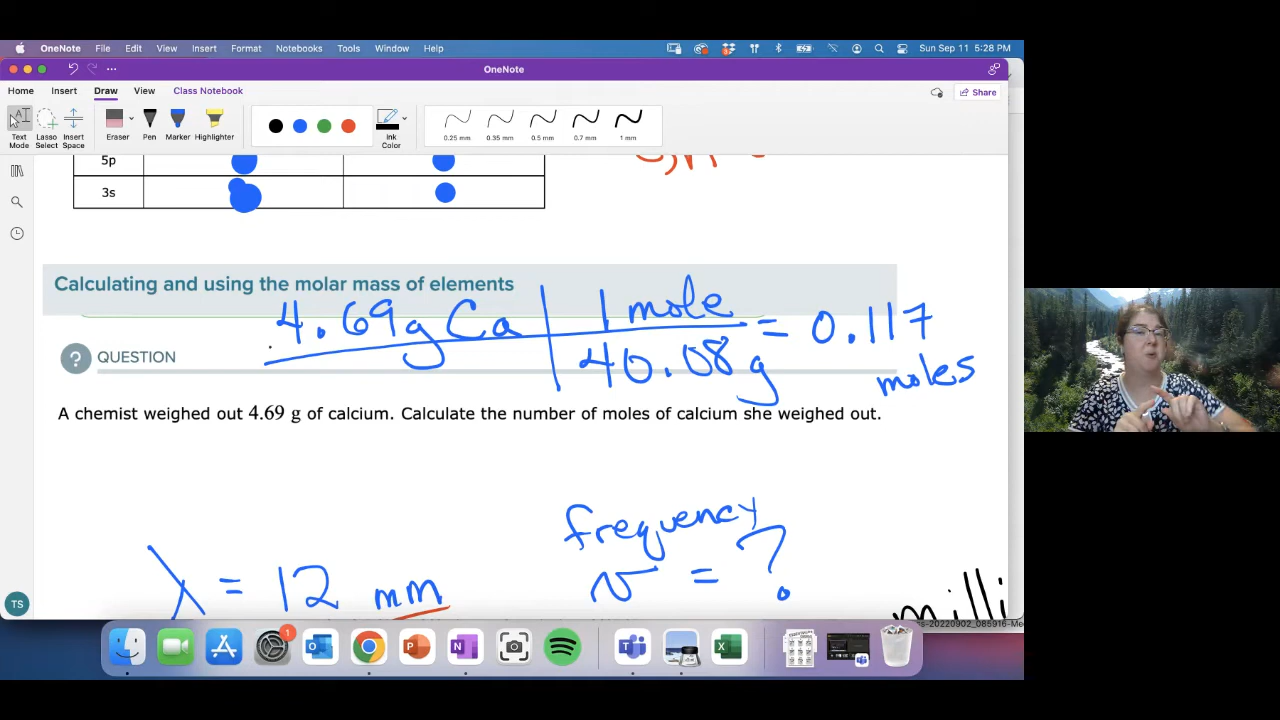 OneNote File Edit View Insert Format Notebooks Tools Window Help Sun Sep 11 5:28 PM
OneNote
Home Insert Draw View Class Notebook Share
Text Mode Lasso Select Insert Space Eraser Pen Marker Highlighter Ink Color 0.25 mm 0.35 mm 0.5 mm 0.7 mm 1 mm
5p
3s
Calculating and using the molar mass of elements
4.69g Ca | 1 mole = 0.117
40.08g moles
? QUESTION
A chemist weighed out 4.69 g of calcium. Calculate the number of moles of calcium she weighed out.
frequency
λ = 12 mm ν = ?
milli
TS
1